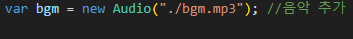 var bgm = new Audio("./bgm.mp3"); //음악 추가